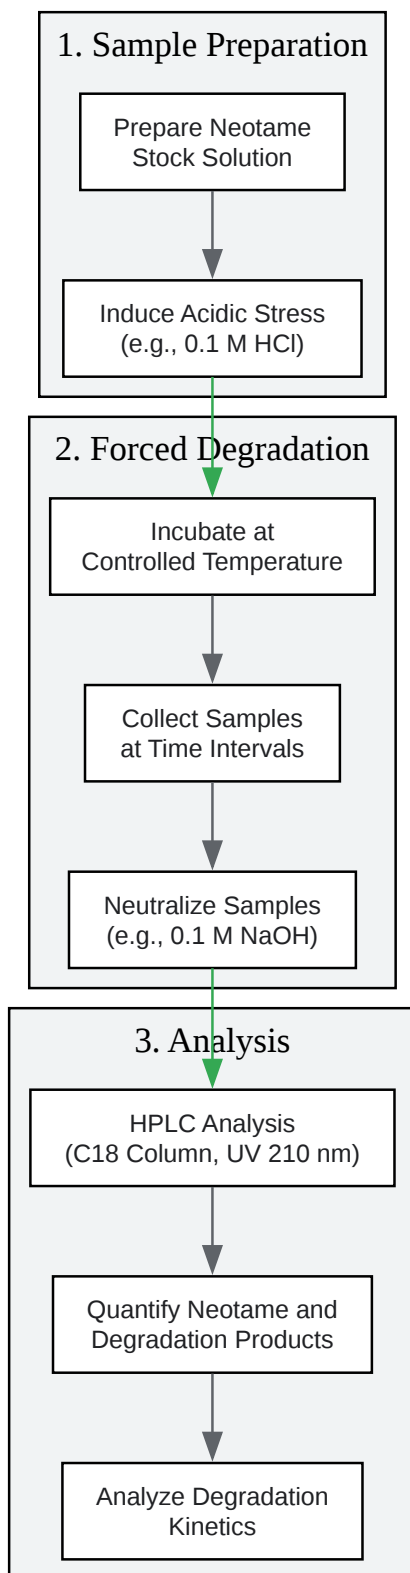 1. Sample Preparation
Prepare Neotame
Stock Solution
Induce Acidic Stress
(e.g., 0.1 M HCl)
2. Forced Degradation
Incubate at
Controlled Temperature
Collect Samples
at Time Intervals
Neutralize Samples
(e.g., 0.1 M NaOH)
3. Analysis
HPLC Analysis
(C18 Column, UV 210 nm)
Quantify Neotame and
Degradation Products
Analyze Degradation
Kinetics